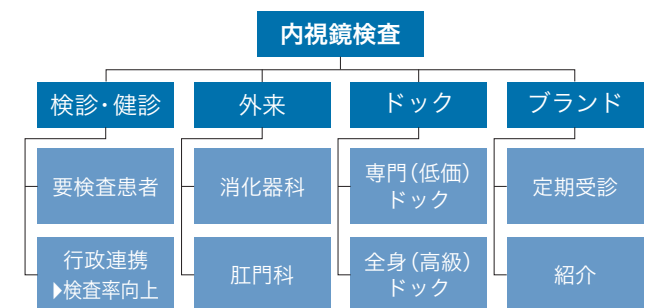 内視鏡検査
検診・健診
外来
ドック
ブランド
要検査患者
消化器科
専門(低価)
ドック
定期受診
行政連携
▶検査率向上
肛門科
全身(高級)
ドック
紹介